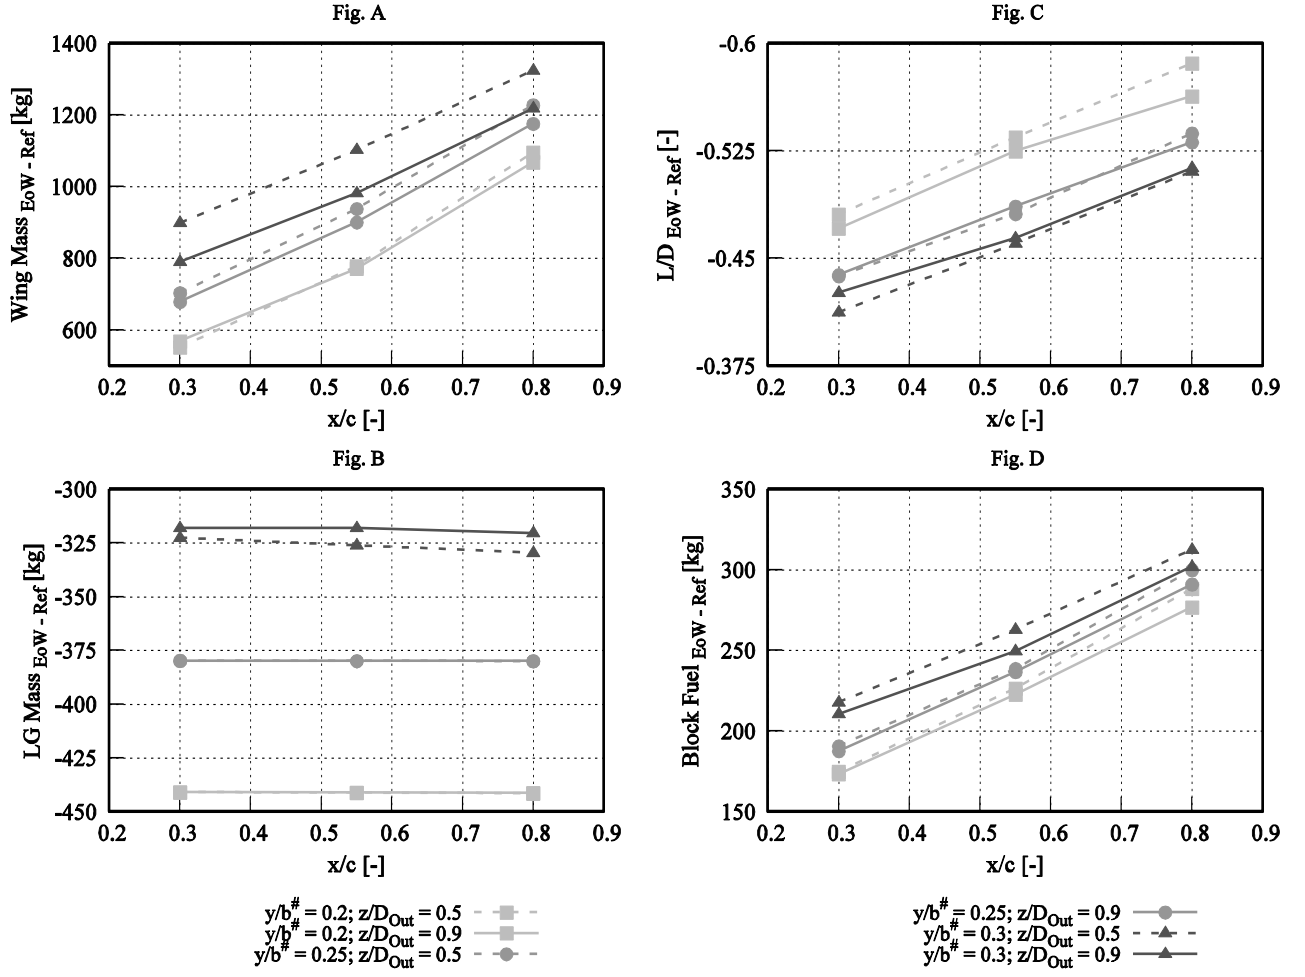 Fig. A
1400
1200
1000
800
600
0.2 0.3 0.4 0.5 0.6 0.7 0.8 0.9
x/c [-]
Wing Mass EoW - Ref [kg]
Fig. C
-0.6
-0.525
-0.45
-0.375
0.2 0.3 0.4 0.5 0.6 0.7 0.8 0.9
x/c [-]
L/D EoW - Ref [-]
Fig. B
-300
-325
-350
-375
-400
-425
-450
0.2 0.3 0.4 0.5 0.6 0.7 0.8 0.9
x/c [-]
LG Mass EoW - Ref [kg]
Fig. D
350
300
250
200
150
0.2 0.3 0.4 0.5 0.6 0.7 0.8 0.9
x/c [-]
Block Fuel EoW - Ref [kg]
y/b# = 0.2; z/DOut = 0.5
y/b# = 0.2; z/DOut = 0.9
y/b# = 0.25; z/DOut = 0.5
y/b# = 0.25; z/DOut = 0.9
y/b# = 0.3; z/DOut = 0.5
y/b# = 0.3; z/DOut = 0.9